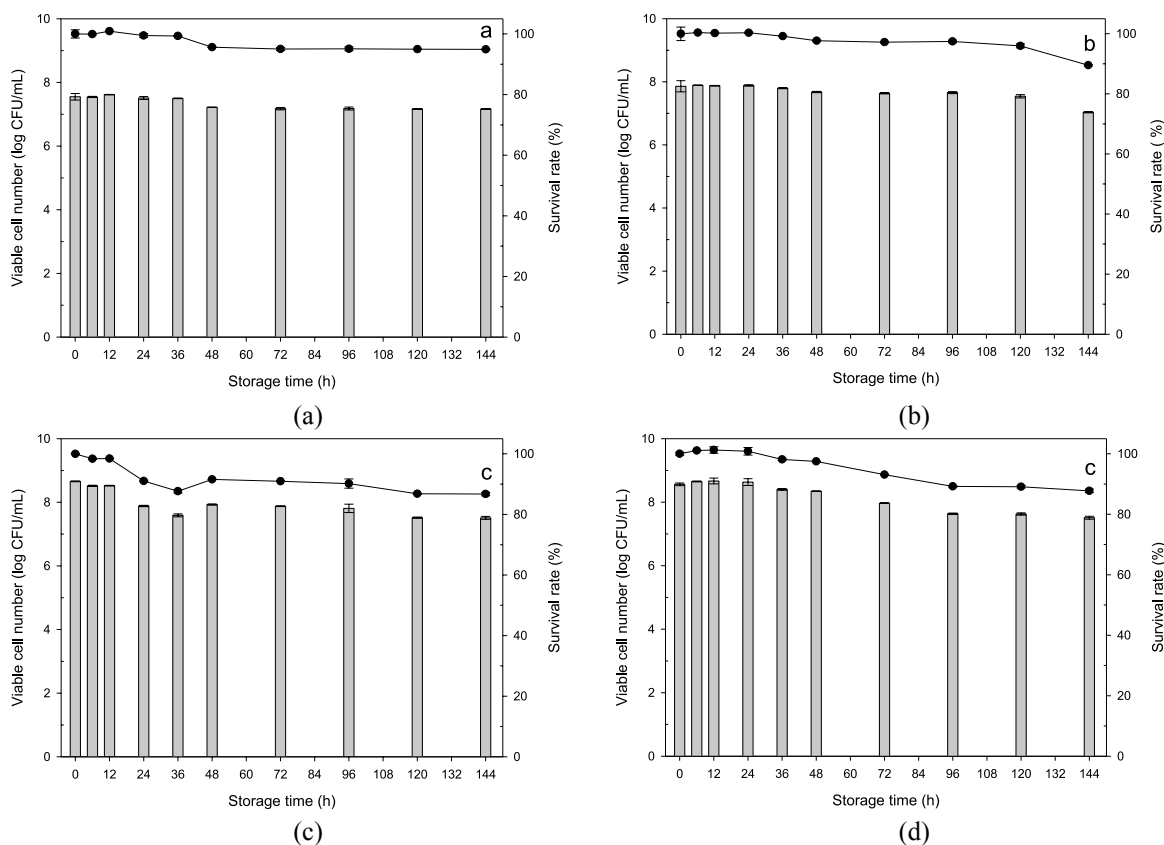 10
8
6
4
2
0
Viable cell number (log CFU/mL)
a
100
80
60
40
20
0
Survival rate (%)
0 12 24 36 48 60 72 84 96 108 120 132 144
Storage time (h)
(a)
10
8
6
4
2
0
Viable cell number (log CFU/mL)
b
100
80
60
40
20
0
Survival rate ( %)
0 12 24 36 48 60 72 84 96 108 120 132 144
Storage time (h)
(b)
10
8
6
4
2
0
Viable cell number (log CFU/mL)
c
100
80
60
40
20
0
Survival rate (%)
0 12 24 36 48 60 72 84 96 108 120 132 144
Storage time (h)
(c)
10
8
6
4
2
0
Viable cell number (log CFU/mL)
c
100
80
60
40
20
0
Survival rate (%)
0 12 24 36 48 60 72 84 96 108 120 132 144
Storage time (h)
(d)